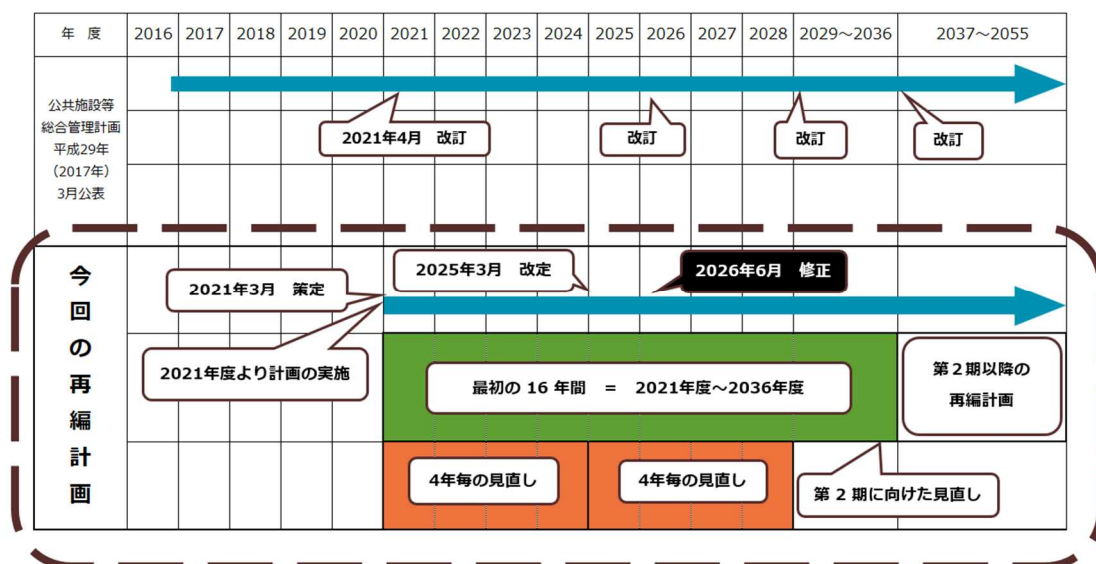 年 度 2016 2017 2018 2019 2020 2021 2022 2023 2024 2025 2026 2027 2028 2029～2036 2037～2055
公共施設等
総合管理計画
平成29年
（2017年）
3月公表
2021年4月 改訂
改訂
改訂
改訂
今回の再編計画
2025年3月 改定
2026年6月 修正
2021年3月 策定
2021年度より計画の実施
最初の 16 年間 ＝ 2021年度～2036年度
第２期以降の
再編計画
4年毎の見直し
4年毎の見直し
第 2 期に向けた見直し